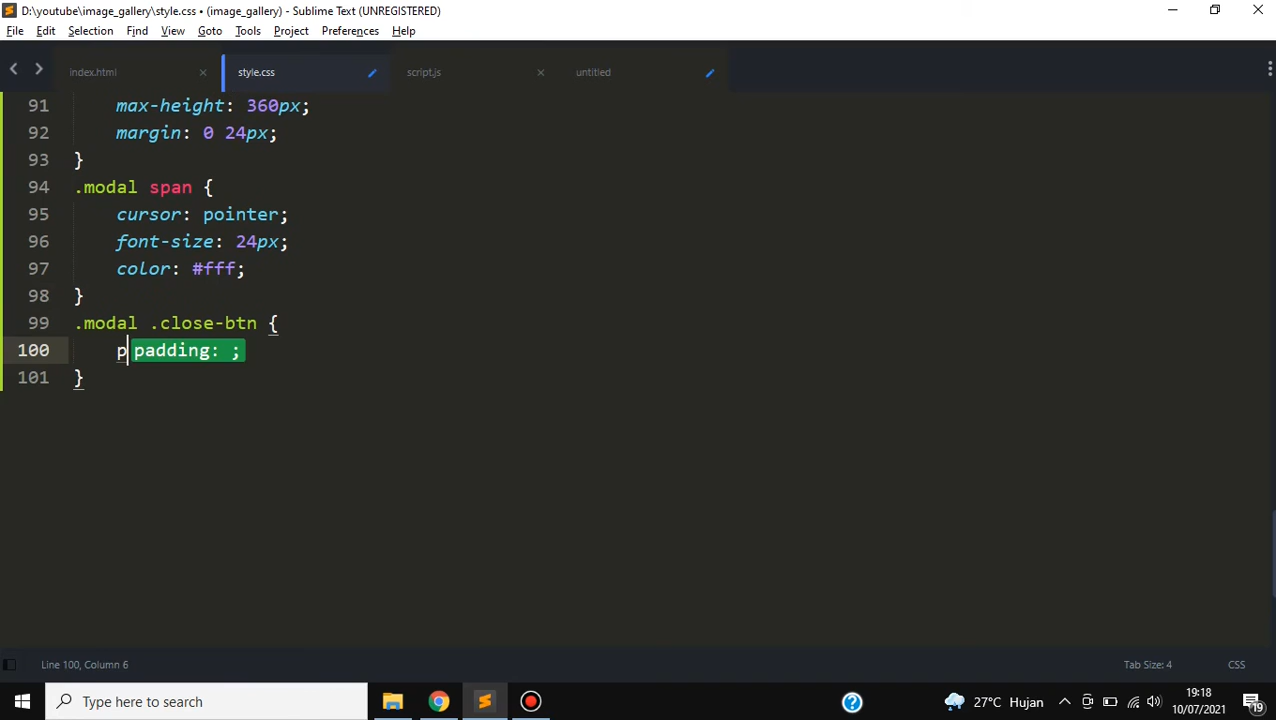 D:\youtube\image_gallery\style.css • (image_gallery) - Sublime Text (UNREGISTERED)
File Edit Selection Find View Goto Tools Project Preferences Help
index.html style.css script.js untitled
91 max-height: 360px;
92 margin: 0 24px;
93 }
94 .modal span {
95 cursor: pointer;
96 font-size: 24px;
97 color: #fff;
98 }
99 .modal .close-btn {
100 p padding: ;
101 }
Line 100, Column 6 Tab Size: 4 CSS
Type here to search 27°C Hujan 19:18
10/07/2021 19